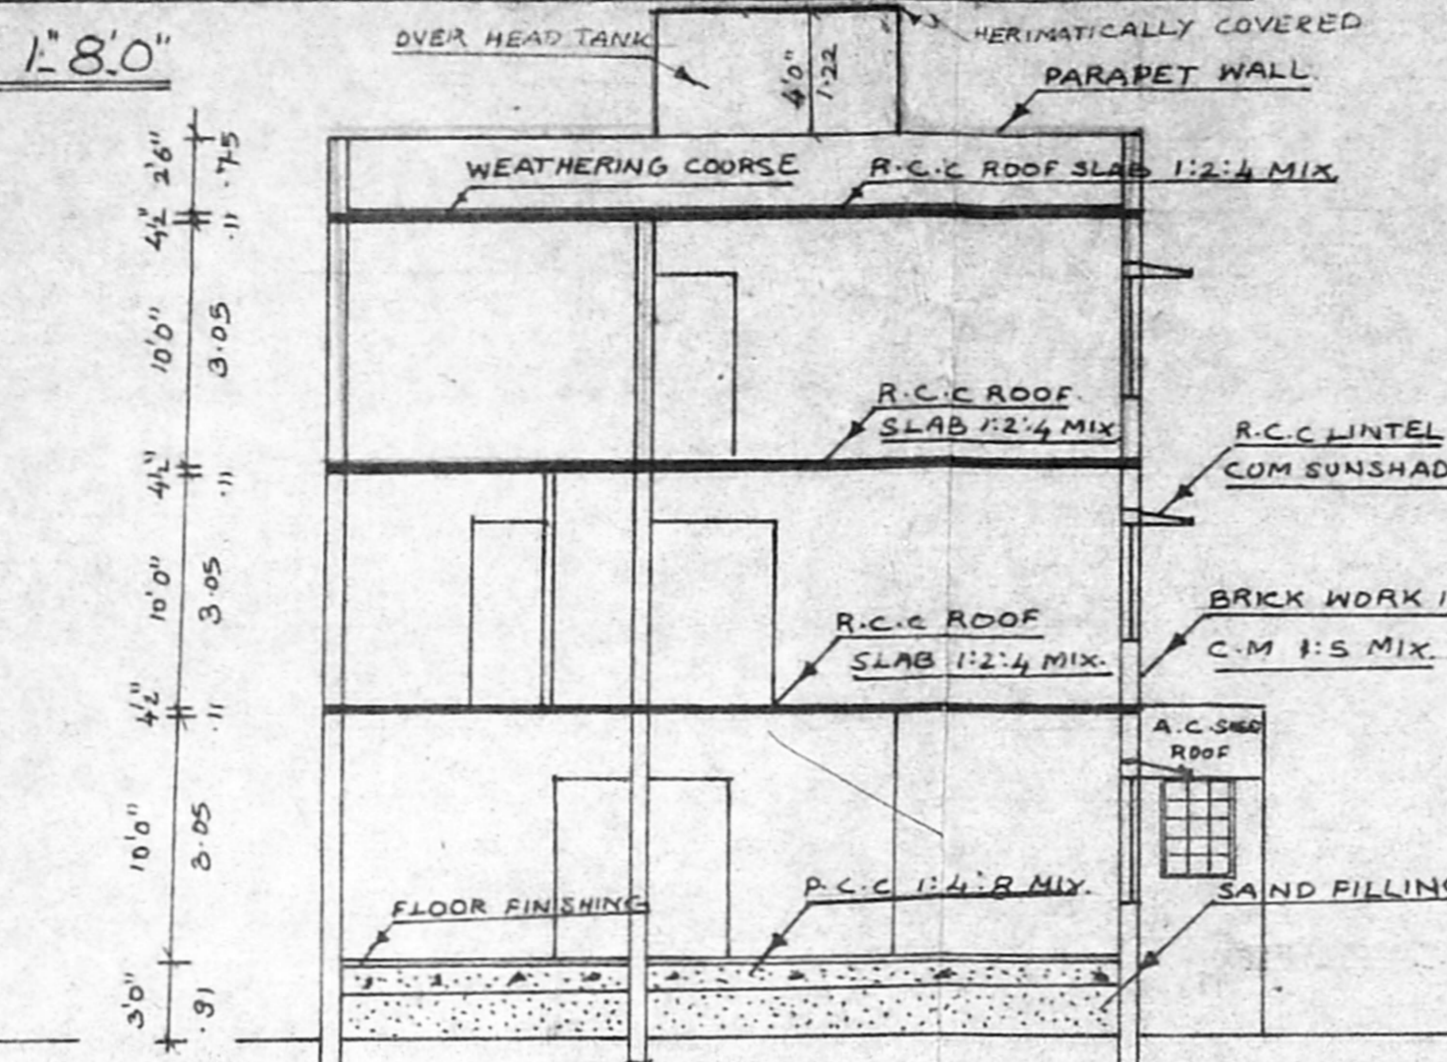 1"-8'-0"
OVER HEAD TANK
HERIMATICALLY COVERED
4'0"
1.22
PARAPET WALL
2'6"
.75
WEATHERING COURSE
R.C.C ROOF SLAB 1:2:4 MIX
4½"
.11
10'0"
3.05
R.C.C ROOF
SLAB 1:2:4 MIX
R.C.C LINTEL
COM SUNSHAD
4½"
.11
10'0"
3.05
BRICK WORK
C.M 1:5 MIX
R.C.C ROOF
SLAB 1:2:4 MIX.
4½"
.11
A.C.
ROOF
10'0"
3.05
P.C.C 1:4:8 MIX.
SAND FILLING
FLOOR FINISHING
3'0"
.91